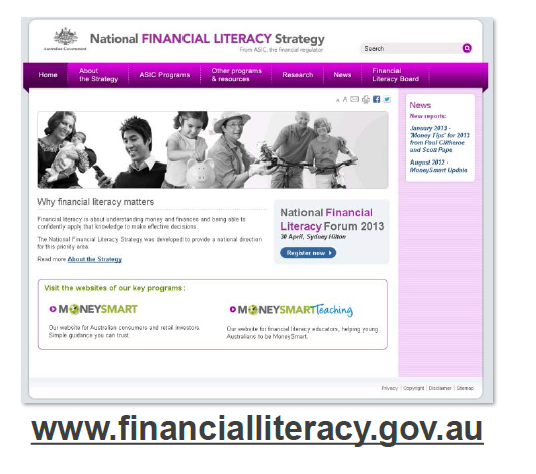 Australian Government
National FINANCIAL LITERACY Strategy
From ASIC, the financial regulator
Search
Home
About
the Strategy
ASIC Programs
Other programs
& resources
Research
News
Financial
Literacy Board
A A
News
New reports:
January 2013 -
'Money Tips' for 2013
from Paul Clitheroe
and Scott Pape
August 2012 -
MoneySmart Update
Why financial literacy matters
Financial literacy is about understanding money and finances and being able to
confidently apply that knowledge to make effective decisions.
The National Financial Literacy Strategy was developed to provide a national direction
for this priority area.
Read more About the Strategy
National Financial
Literacy Forum 2013
30 April, Sydney Hilton
Register now
Visit the websites of our key programs :
MONEYSMART
Our website for Australian consumers and retail investors.
Simple guidance you can trust.
MONEYSMART Teaching
Our website for financial literacy educators, helping young
Australians to be MoneySmart.
Privacy | Copyright | Disclaimer | Sitemap
www.financialliteracy.gov.au